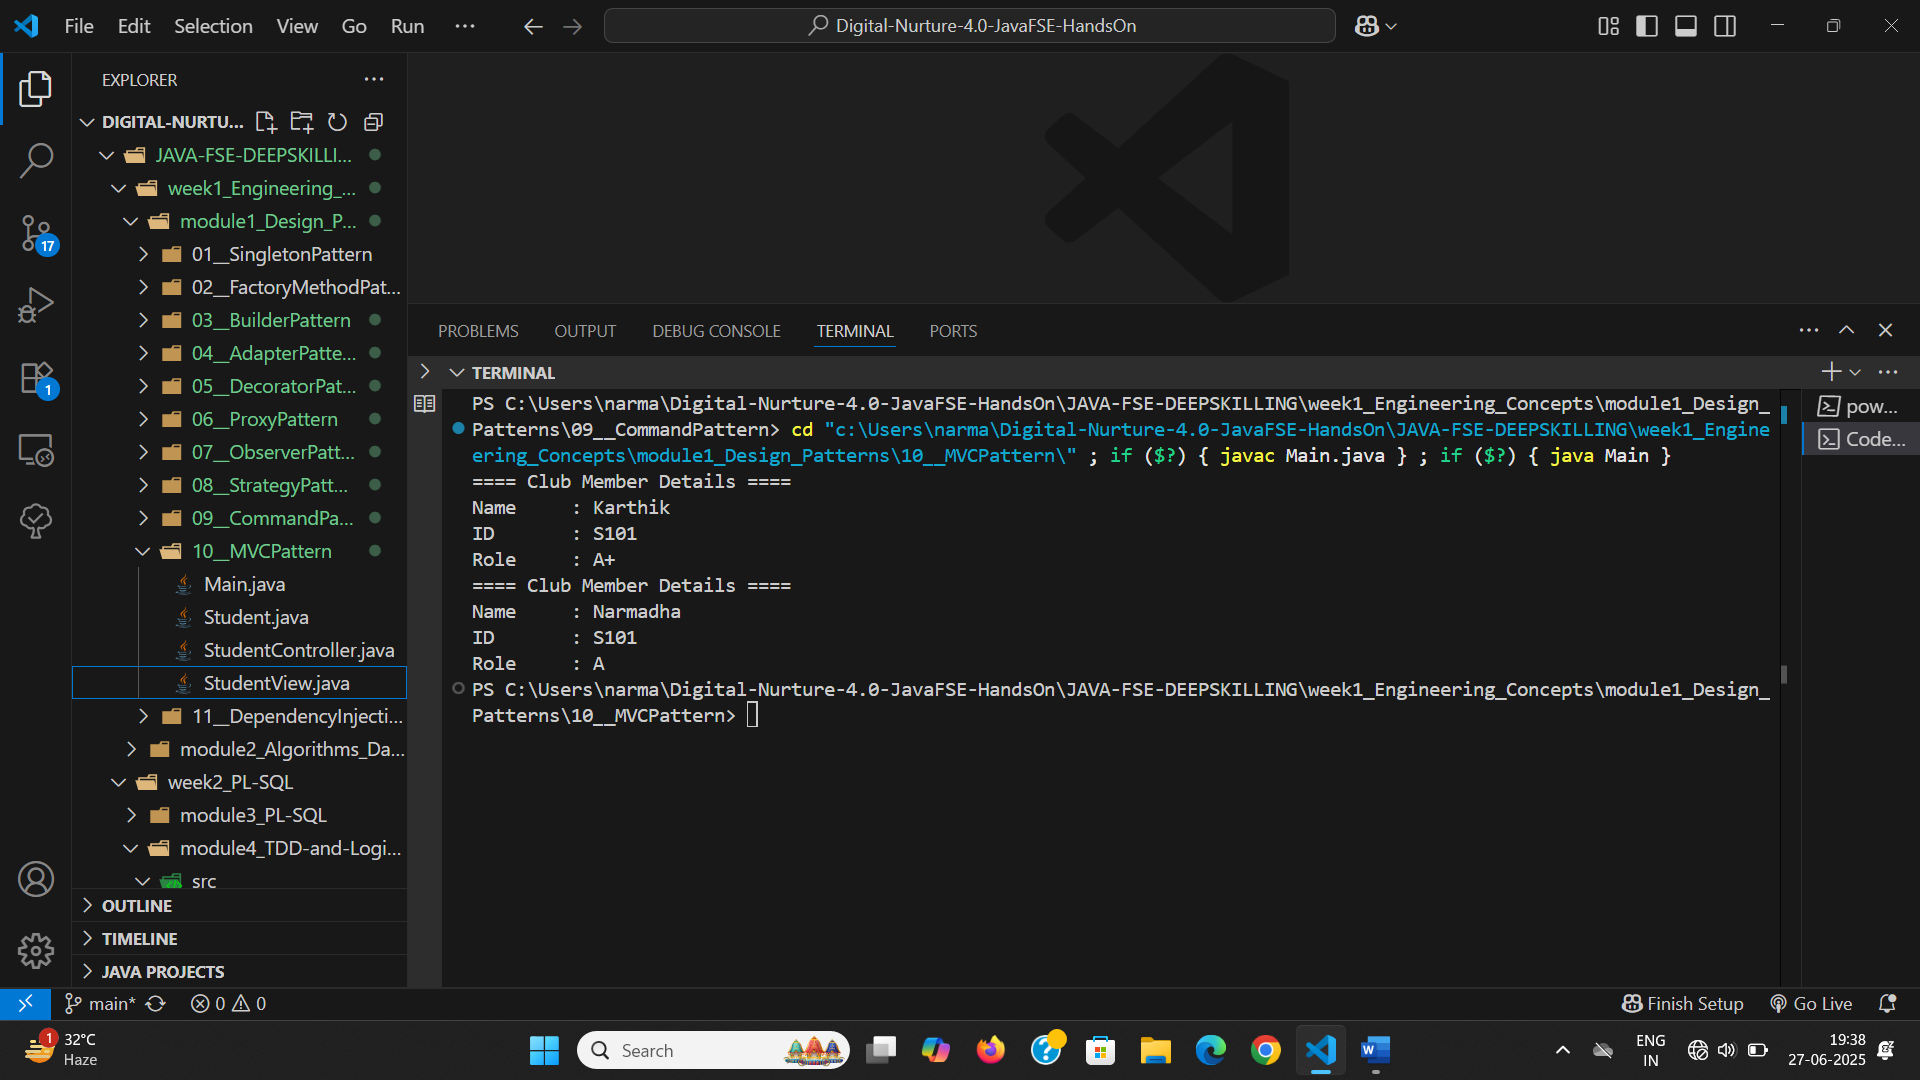 File Edit Selection View Go Run ... Digital-Nurture-4.0-JavaFSE-HandsOn
EXPLORER
DIGITAL-NURTU...
JAVA-FSE-DEEPSKILLI...
week1_Engineering_...
module1_Design_P...
01__SingletonPattern
02__FactoryMethodPat...
03__BuilderPattern
04__AdapterPatte...
05__DecoratorPat...
06__ProxyPattern
07__ObserverPatt...
08__StrategyPatt...
09__CommandPa...
10__MVCPattern
Main.java
Student.java
StudentController.java
StudentView.java
11__DependencyInjecti...
module2_Algorithms_Da...
week2_PL-SQL
module3_PL-SQL
module4_TDD-and-Logi...
src
OUTLINE
TIMELINE
JAVA PROJECTS
17
1
PROBLEMS OUTPUT DEBUG CONSOLE TERMINAL PORTS
TERMINAL
PS C:\Users\narma\Digital-Nurture-4.0-JavaFSE-HandsOn\JAVA-FSE-DEEPSKILLING\week1_Engineering_Concepts\module1_Design_
Patterns\09__CommandPattern> cd "c:\Users\narma\Digital-Nurture-4.0-JavaFSE-HandsOn\JAVA-FSE-DEEPSKILLING\week1_Engine
ering_Concepts\module1_Design_Patterns\10__MVCPattern\" ; if ($?) { javac Main.java } ; if ($?) { java Main }
==== Club Member Details ====
Name : Karthik
ID : S101
Role : A+
==== Club Member Details ====
Name : Narmadha
ID : S101
Role : A
PS C:\Users\narma\Digital-Nurture-4.0-JavaFSE-HandsOn\JAVA-FSE-DEEPSKILLING\week1_Engineering_Concepts\module1_Design_
Patterns\10__MVCPattern>
pow...
Code...
main* 0 0 Finish Setup Go Live
1 32°C
Haze
Search
ENG
IN
19:38
27-06-2025